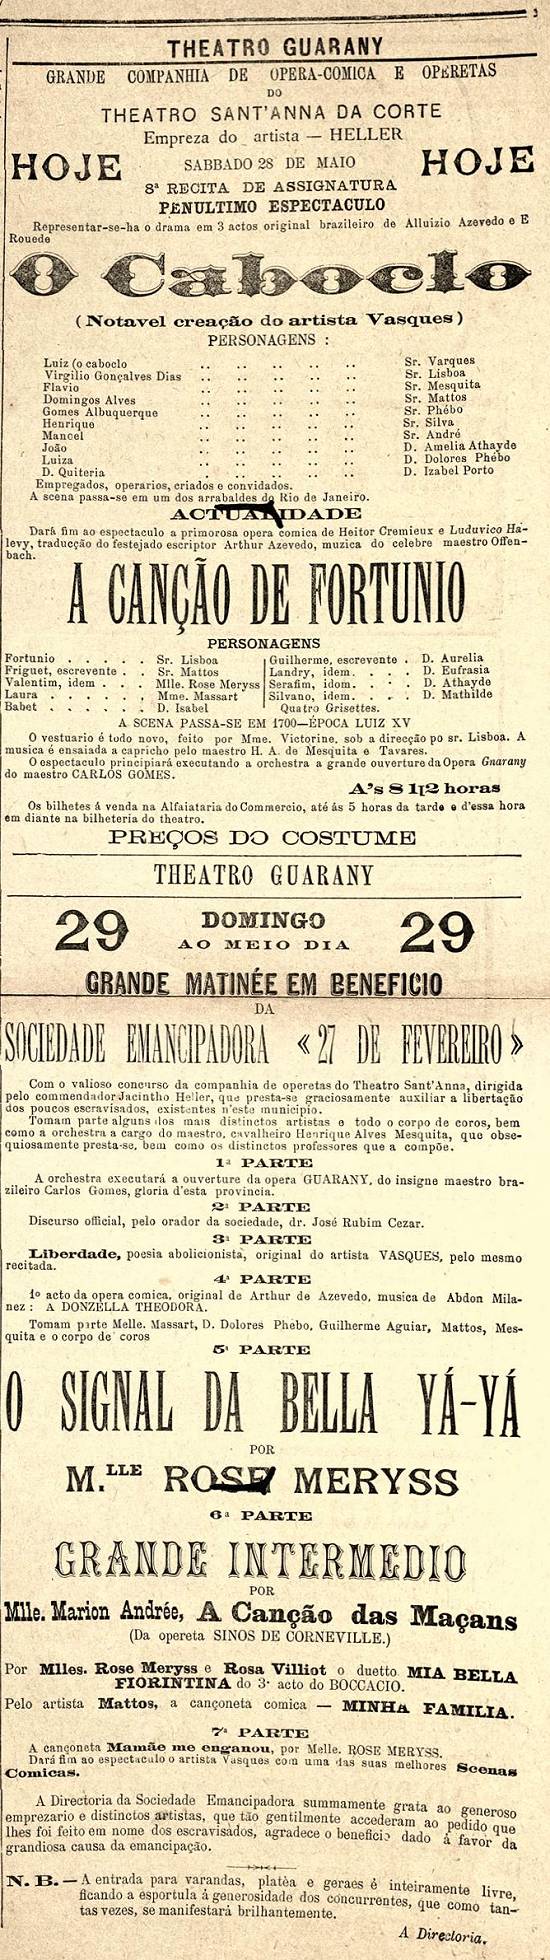 3
THEATRO GUARANY
GRANDE COMPANHIA DE OPERA-COMICA E OPERETAS
DO
THEATRO SANT'ANNA DA CORTE
Empreza do artista — HELLER
HOJE SABBADO 28 DE MAIO HOJE
8ª RECITA DE ASSIGNATURA
PENULTIMO ESPECTACULO
Representar-se-ha o drama em 3 actos original brazileiro de Alluizio Azevedo e E
Rouede
O Caboclo
(Notavel creação do artista Vasques)
PERSONAGENS :
Luiz (o caboclo .. .. .. .. .. Sr. Varques
Virgilio Gonçalves Dias .. .. .. .. .. Sr. Lisboa
Flavio .. .. .. .. .. Sr. Mesquita
Domingos Alves .. .. .. .. .. Sr. Mattos
Gomes Albuquerque .. .. .. .. .. Sr. Phébo
Henrique .. .. .. .. .. Sr. Silva
Mancel .. .. .. .. .. Sr. André
João .. .. .. .. .. D. Amelia Athayde
Luiza .. .. .. .. .. D. Dolores Phébo
D. Quiteria .. .. .. .. .. D. Izabel Porto
Empregados, operarios, criados e convidados.
A scena passa-se em um dos arrabaldes do Rio de Janeiro.
ACTUALIDADE
Dará fim ao espectaculo a primorosa opera comica de Heitor Cremieux e Luduvico Ha-
levy, traducção do festejado escriptor Arthur Azevedo, muzica do celebre maestro Offen-
bach.
A CANÇÃO DE FORTUNIO
PERSONAGENS
Fortunio . . . . . Sr. Lisboa
Friguet, escrevente . . Sr. Mattos
Valentim, idem . . . Mlle. Rose Meryss
Laura . . . . . . Mme. Massart
Babet . . . . . . D. Isabel
Guilherme, escrevente . D. Aurelia
Landry, idem. . . . D. Eufrasia
Serafim, idom. . . . D. Athayde
Silvano, idem. . . . D. Mathilde
Quatro Grisettes.
A SCENA PASSA-SE EM 1700—ÉPOCA LUIZ XV
O vestuario é todo novo, feito por Mme. Victorine, sob a direcção po sr. Lisboa. A
musica é ensaiada a capricho pelo maestro H. A. de Mesquita e Tavares.
O espectaculo principiará executando a orchestra a grande ouverture da Opera Gnarany
do maestro CARLOS GOMES.
A's 8 1|2 horas
Os bilhetes á venda na Alfaiataria do Commercio, até ás 5 horas da tarde e d'essa hora
em diante na bilheteria do theatro.
PREÇOS DO COSTUME
THEATRO GUARANY
29 DOMINGO 29
AO MEIO DIA
GRANDE MATINÉE EM BENEFICIO
DA
SOCIEDADE EMANCIPADORA « 27 DE FEVEREIRO »
Com o valioso concurso da companhia de operetas do Theatro Sant'Anna, dirigida
pelo commendador Jacintho Heller, que presta-se graciosamente auxiliar a libertação
dos poucos escravisados, existentes n'este municipio.
Tomam parte alguns dos mais distinctos artistas e todo o corpo de coros, bem
como a orchestra a cargo do maestro, cavalheiro Henrique Alves Mesquita, que obse-
quiosamente presta-se, bem como os distinctos professores que a compõe.
1ª PARTE
A orchestra executará a ouverture da opera GUARANY, do insigne maestro bra-
zileiro Carlos Gomes, gloria d'esta provincia.
2ª PARTE
Discurso official, pelo orador da sociedade, dr. José Rubim Cezar.
3ª PARTE
Liberdade, poesia abolicionista, original do artista VASQUES, pelo mesmo
recitada.
4ª PARTE
1º acto da opera comica, original de Arthur de Azevedo, musica de Abdon Mila-
nez : A DONZELLA THEODORA.
Tomam parte Melle. Massart, D. Dolores Phebo, Guilherme Aguiar, Mattos, Mes-
quita e o corpo de coros
5ª PARTE
O SIGNAL DA BELLA YÁ-YÁ
POR
M.LLE ROSE MERYSS
6ª PARTE
GRANDE INTERMEDIO
POR
Mlle. Marion Andrée, A Canção das Maçans
(Da opereta SINOS DE CORNEVILLE.)
Por Mlles. Rose Meryss e Rosa Villiot o duetto MIA BELLA
FIORINTINA do 3º acto do BOCCACIO.
Pelo artista Mattos, a cançoneta comica — MINHA FAMILIA.
7ª PARTE
A cançoneta Mamãe me enganou, por Melle. ROSE MERYSS.
Dará fim ao espectaculo o artista Vasques com uma das suas melhores Scenas
Comicas.
A Directoria da Sociedade Emancipadora summamente grata ao generoso
emprezario e distinctos artistas, que tão gentilmente accederam ao pedido que
lhes foi feito em nome dos escravisados, agradece o beneficio dado á favor da
grandiosa causa da emancipação.
N. B. — A entrada para varandas, platêa e geraes é inteiramente livre,
ficando a esportula á generosidade dos concurrentes, que como tan-
tas vezes, se manifestará brilhantemente.
A Directoria.